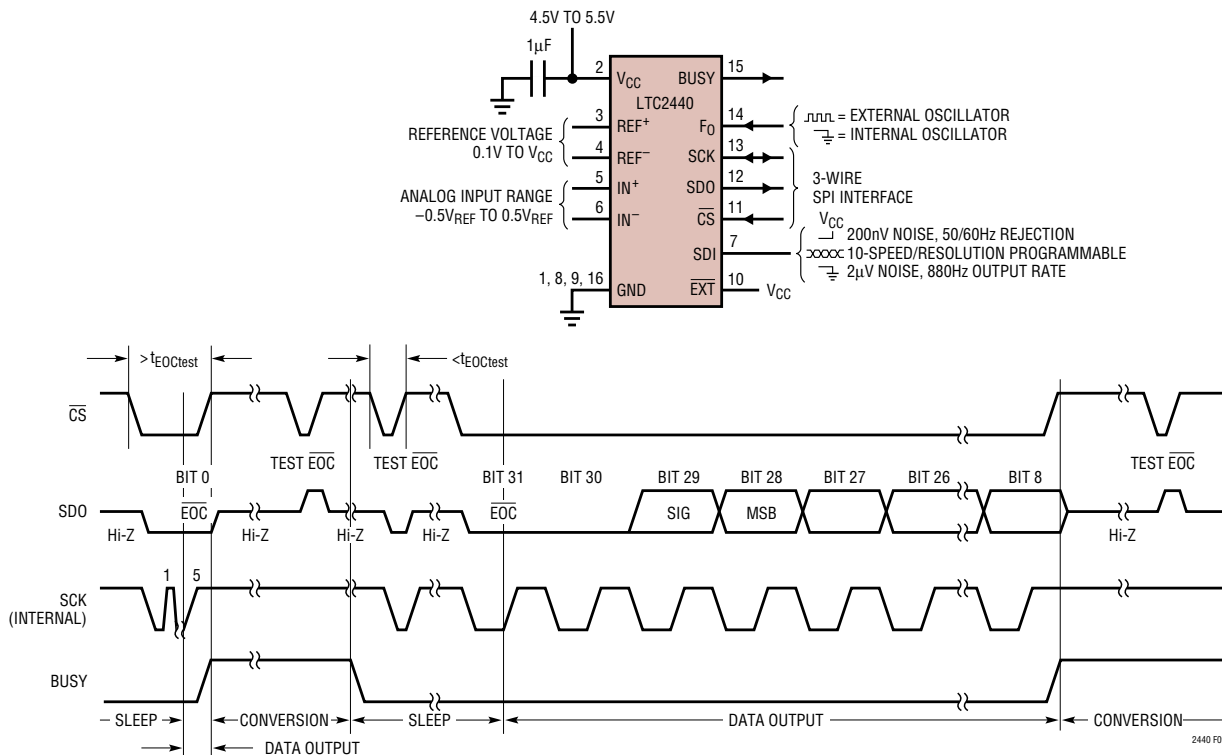 4.5V TO 5.5V
1µF
2
VCC
BUSY
15
LTC2440
REFERENCE VOLTAGE
0.1V TO VCC
3
REF+
4
REF−
FO
14
= EXTERNAL OSCILLATOR
= INTERNAL OSCILLATOR
ANALOG INPUT RANGE
−0.5VREF TO 0.5VREF
5
IN+
6
IN−
SCK
13
SDO
12
CS
11
3-WIRE
SPI INTERFACE
SDI
7
VCC
200nV NOISE, 50/60Hz REJECTION
10-SPEED/RESOLUTION PROGRAMMABLE
2µV NOISE, 880Hz OUTPUT RATE
1, 8, 9, 16
GND
EXT
10
VCC
>tEOCtest
<tEOCtest
CS
TEST EOC
TEST EOC
TEST EOC
BIT 0
BIT 31
BIT 30
BIT 29
BIT 28
BIT 27
BIT 26
BIT 8
SDO
EOC
EOC
SIG
MSB
Hi-Z
Hi-Z
Hi-Z
Hi-Z
Hi-Z
SCK
(INTERNAL)
1
5
BUSY
SLEEP
CONVERSION
SLEEP
DATA OUTPUT
CONVERSION
DATA OUTPUT